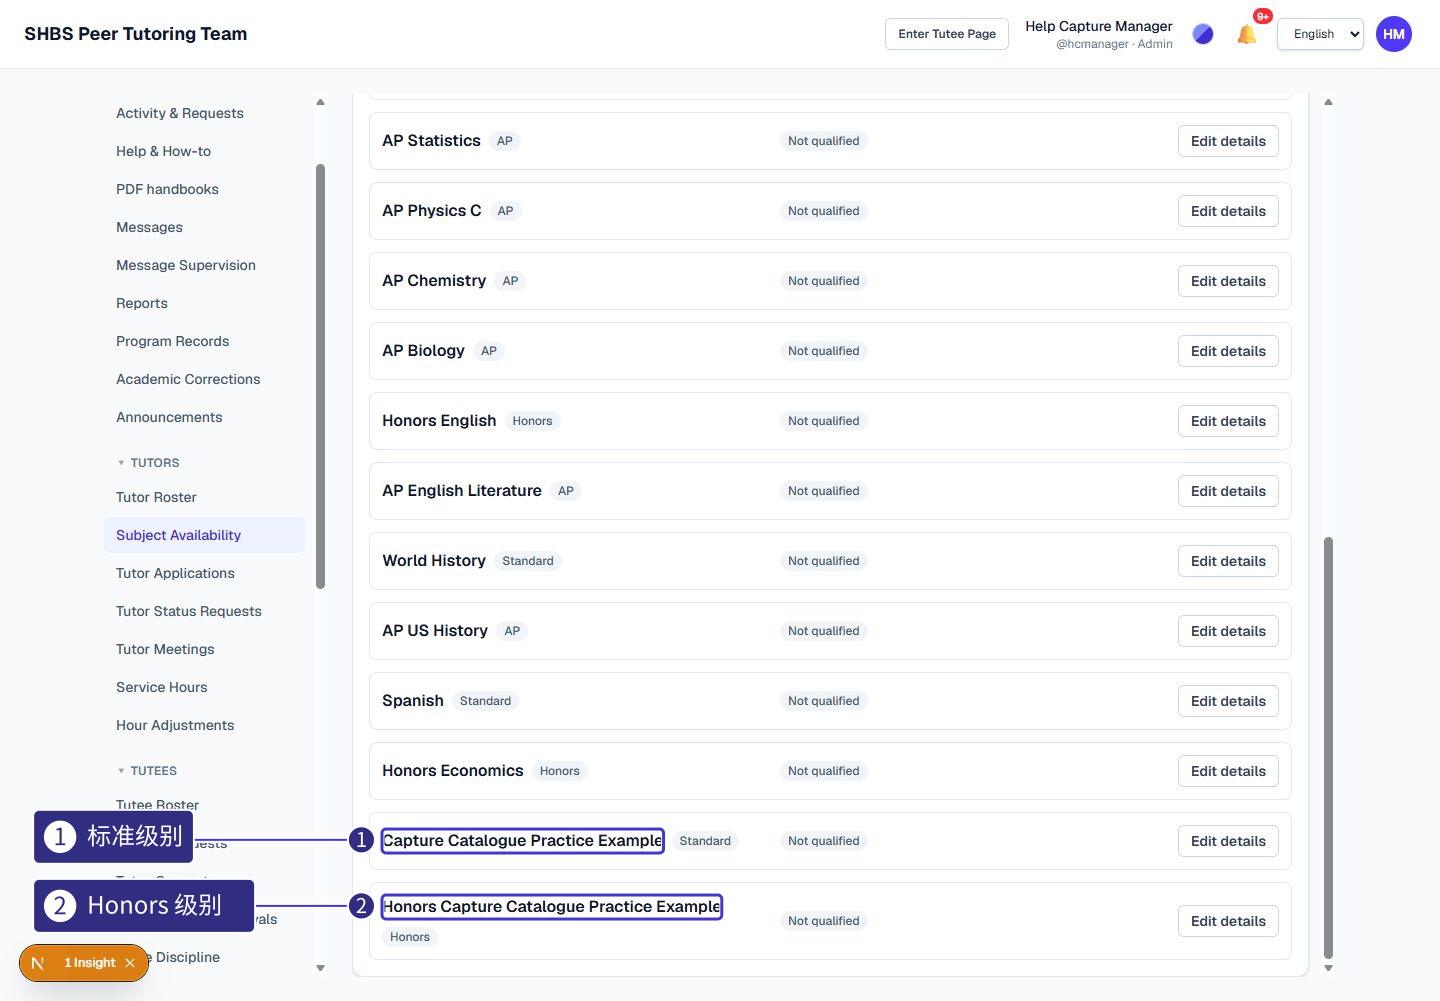 SHBS Peer Tutoring Team
Enter Tutee Page
Help Capture Manager
@hcmanager · Admin
9+
English
HM
Activity & Requests
Help & How-to
PDF handbooks
Messages
Message Supervision
Reports
Program Records
Academic Corrections
Announcements
TUTORS
Tutor Roster
Subject Availability
Tutor Applications
Tutor Status Requests
Tutor Meetings
Service Hours
Hour Adjustments
TUTEES
Tutee Roster
1 标准级别
2 Honors 级别
Discipline
1 Insight
AP Statistics AP Not qualified Edit details
AP Physics C AP Not qualified Edit details
AP Chemistry AP Not qualified Edit details
AP Biology AP Not qualified Edit details
Honors English Honors Not qualified Edit details
AP English Literature AP Not qualified Edit details
World History Standard Not qualified Edit details
AP US History AP Not qualified Edit details
Spanish Standard Not qualified Edit details
Honors Economics Honors Not qualified Edit details
1 Capture Catalogue Practice Example Standard Not qualified Edit details
2 Honors Capture Catalogue Practice Example Not qualified Edit details
Honors